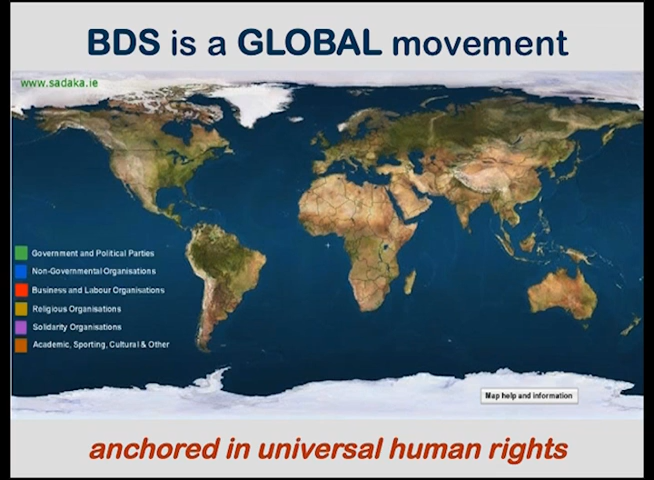 BDS is a GLOBAL movement
www.sadaka.ie
Government and Political Parties
Non-Governmental Organisations
Business and Labour Organisations
Religious Organisations
Solidarity Organisations
Academic, Sporting, Cultural & Other
Map help and information
anchored in universal human rights